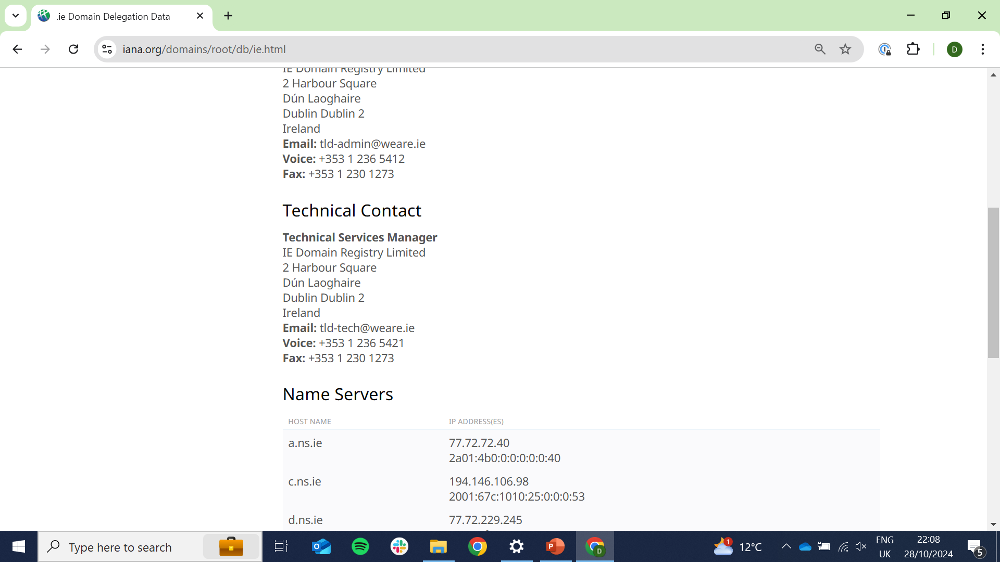 .ie Domain Delegation Data
iana.org/domains/root/db/ie.html
D
IE Domain Registry Limited
2 Harbour Square
Dún Laoghaire
Dublin Dublin 2
Ireland
Email: tld-admin@weare.ie
Voice: +353 1 236 5412
Fax: +353 1 230 1273
Technical Contact
Technical Services Manager
IE Domain Registry Limited
2 Harbour Square
Dún Laoghaire
Dublin Dublin 2
Ireland
Email: tld-tech@weare.ie
Voice: +353 1 236 5421
Fax: +353 1 230 1273
Name Servers
HOST NAME IP ADDRESS(ES)
a.ns.ie 77.72.72.40
2a01:4b0:0:0:0:0:0:40
c.ns.ie 194.146.106.98
2001:67c:1010:25:0:0:0:53
d.ns.ie 77.72.229.245
Type here to search
1
12°C
ENG
UK
22:08
28/10/2024
5